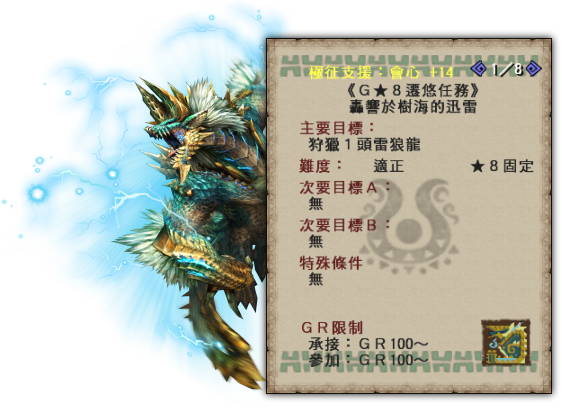 極征支援：會心 +14
1/8
《Ｇ★８遷悠任務》
轟響於樹海的迅雷
主要目標：
狩獵１頭雷狼龍
難度： 適正 ★８固定
次要目標Ａ：
無
次要目標Ｂ：
無
特殊條件
無
ＧＲ限制
承接：ＧＲ100～
參加：ＧＲ100～